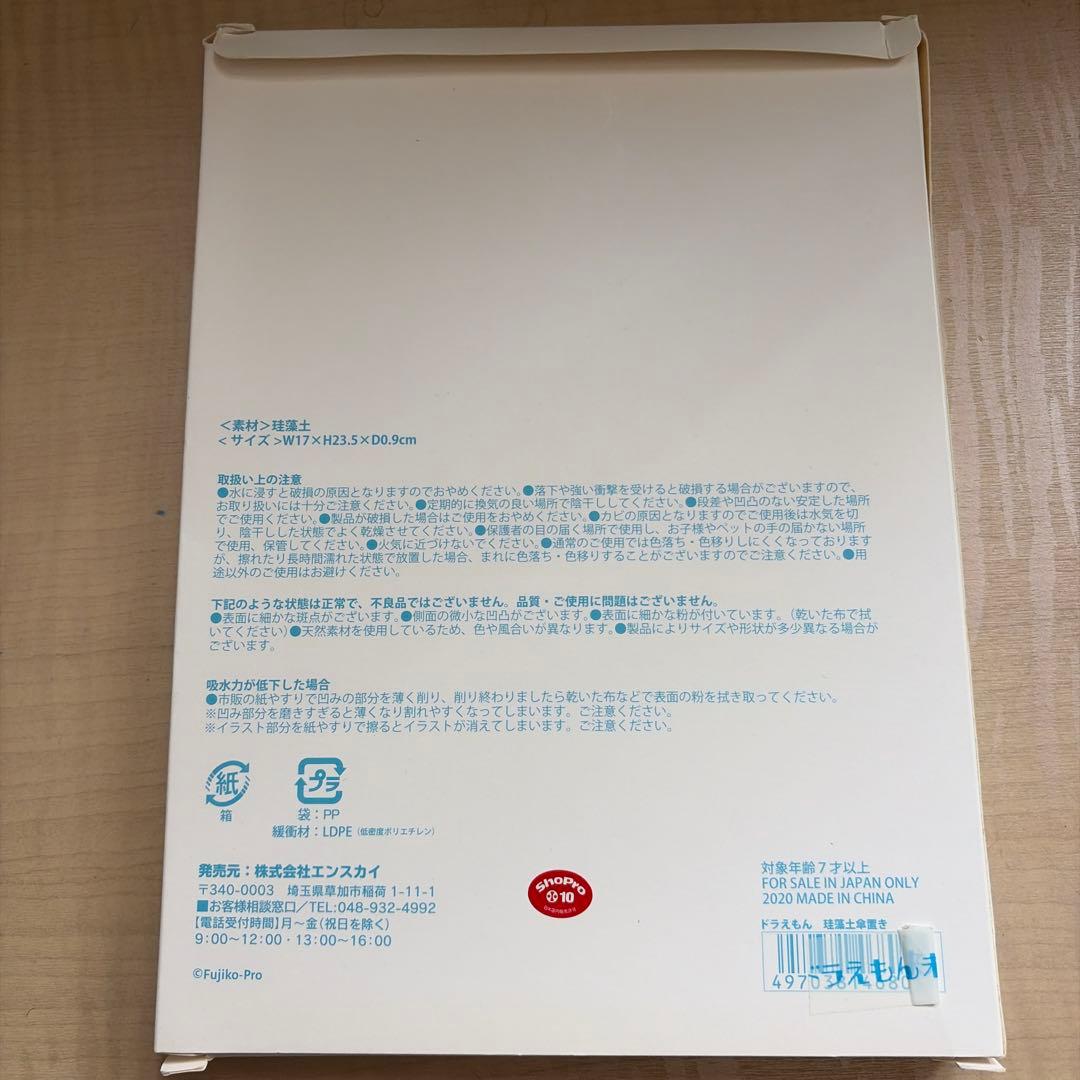 ＜素材＞珪藻土
＜サイズ＞W17×H23.5×D0.9cm
取扱い上の注意
●水に浸すと破損の原因となりますのでおやめください。●落下や強い衝撃を受けると破損する場合がございますので、
お取り扱いには十分ご注意ください。●定期的に換気の良い場所で陰干ししてください。●段差や凹凸のない安定した場所
でご使用ください。●製品が破損した場合はご使用をおやめください。●カビの原因となりますのでご使用後は水気を切
り、陰干しした状態でよく乾燥させてください。●保護者の目の届く場所で使用し、お子様やペットの手の届かない場所
で使用、保管してください。●火気に近づけないでください。●通常のご使用では色落ち・色移りしにくくなっております
が、擦れたり長時間濡れた状態で放置した場合、まれに色落ち・色移りすることがございますのでご注意ください。●用
途以外のご使用はお避けください。
下記のような状態は正常で、不良品ではございません。品質・ご使用に問題はございません。
●表面に細かな斑点がございます。●側面の微小な凹凸がございます。●表面に細かな粉が付いています。（乾いた布で拭
いてください）●天然素材を使用しているため、色や風合いが異なります。●製品によりサイズや形状が多少異なる場合が
ございます。
吸水力が低下した場合
●市販の紙やすりで凹みの部分を薄く削り、削り終わりましたら乾いた布などで表面の粉を拭き取ってください。
※凹み部分を磨きすぎると薄くなり割れやすくなってしまいます。ご注意ください。
※イラスト部分を紙やすりで擦るとイラストが消えてしまいます。ご注意ください。
紙 プラ
箱 袋：PP
緩衝材：LDPE（低密度ポリエチレン）
発売元：株式会社エンスカイ
〒340-0003 埼玉県草加市稲荷 1-11-1
■お客様相談窓口／TEL:048-932-4992
【電話受付時間】月～金（祝日を除く）
9:00～12:00・13:00～16:00
©Fujiko-Pro
ShoPro
10
対象年齢７才以上
FOR SALE IN JAPAN ONLY
2020 MADE IN CHINA
ドラえもん 珪藻土傘置き
ラえもん